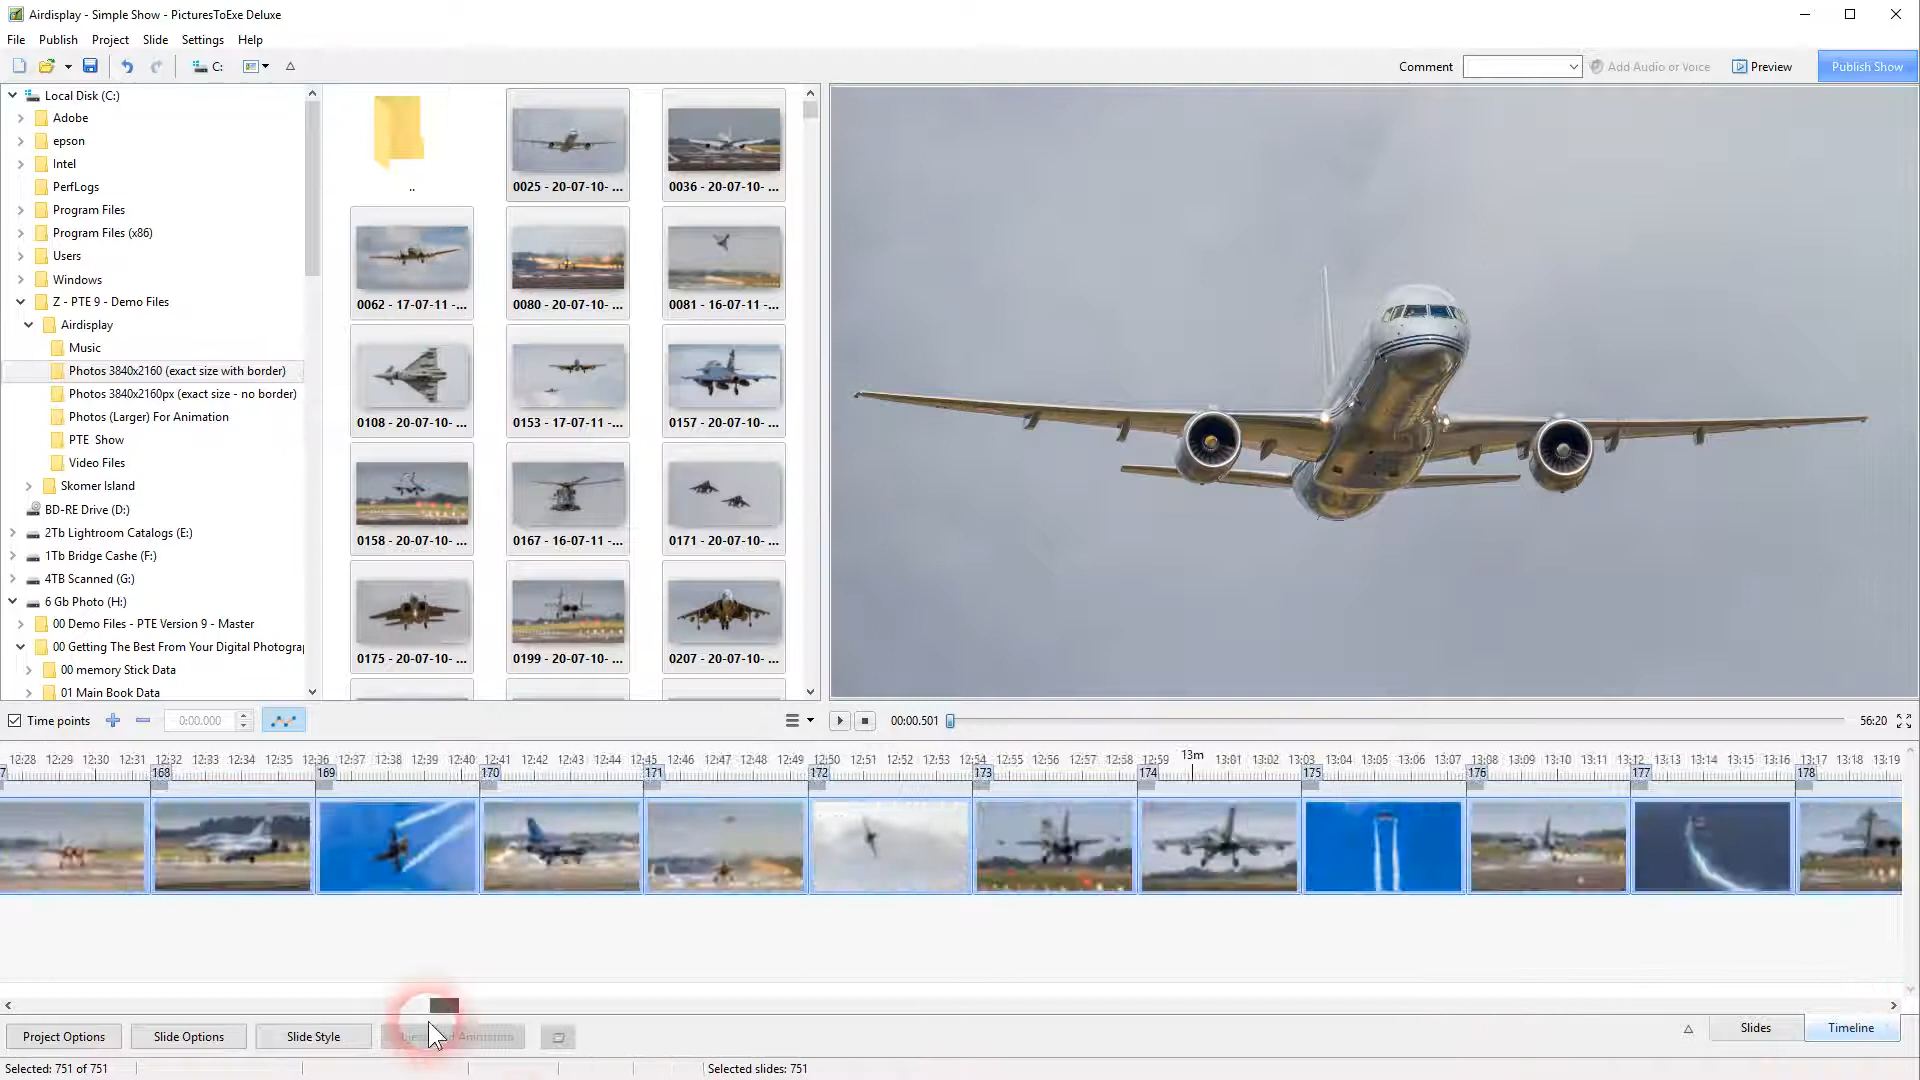 Airdisplay - Simple Show - PicturesToExe Deluxe
File Publish Project Slide Settings Help
C: Comment Add Audio or Voice Preview Publish Show
Local Disk (C:)
Adobe
epson
Intel
PerfLogs
Program Files
Program Files (x86)
Users
Windows
Z - PTE 9 - Demo Files
Airdisplay
Music
Photos 3840x2160 (exact size with border)
Photos 3840x2160px (exact size - no border)
Photos (Larger) For Animation
PTE Show
Video Files
Skomer Island
BD-RE Drive (D:)
2Tb Lightroom Catalogs (E:)
1Tb Bridge Cashe (F:)
4TB Scanned (G:)
6 Gb Photo (H:)
00 Demo Files - PTE Version 9 - Master
00 Getting The Best From Your Digital Photogra
00 memory Stick Data
01 Main Book Data
.. 0025 - 20-07-10- ... 0036 - 20-07-10- ...
0062 - 17-07-11 -... 0080 - 20-07-10- ... 0081 - 16-07-11 -...
0108 - 20-07-10- ... 0153 - 17-07-11 -... 0157 - 20-07-10- ...
0158 - 20-07-10- ... 0167 - 16-07-11 -... 0171 - 20-07-10- ...
0175 - 20-07-10- ... 0199 - 20-07-10- ... 0207 - 20-07-10- ...
Time points 0:00.000 00:00.501 56:20
12:28 12:29 12:30 12:31 12:32 12:33 12:34 12:35 12:36 12:37 12:38 12:39 12:40 12:41 12:42 12:43 12:44 12:45 12:46 12:47 12:48 12:49 12:50 12:51 12:52 12:53 12:54 12:55 12:56 12:57 12:58 12:59 13m 13:01 13:02 13:03 13:04 13:05 13:06 13:07 13:08 13:09 13:10 13:11 13:12 13:13 13:14 13:15 13:16 13:17 13:18 13:19
7 168 169 170 171 172 173 174 175 176 177 178
Project Options Slide Options Slide Style Slides Timeline
Selected: 751 of 751 Selected slides: 751